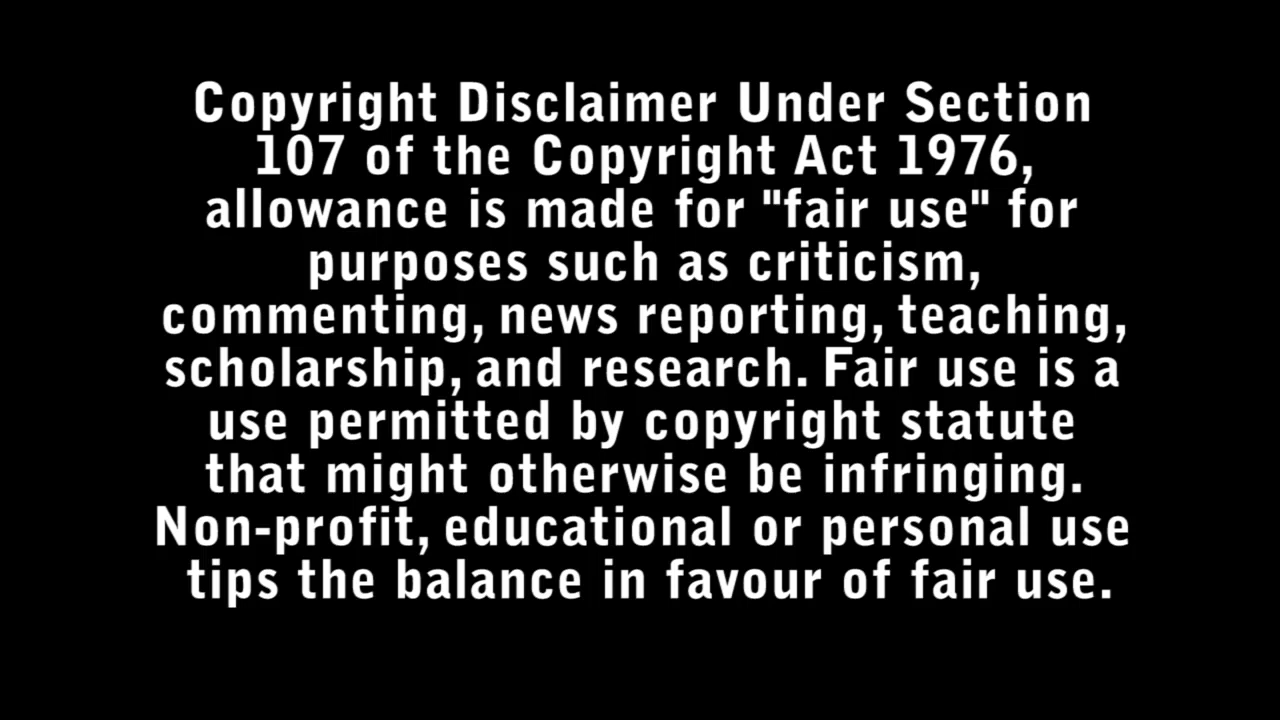 Copyright Disclaimer Under Section
107 of the Copyright Act 1976,
allowance is made for "fair use" for
purposes such as criticism,
commenting, news reporting, teaching,
scholarship, and research. Fair use is a
use permitted by copyright statute
that might otherwise be infringing.
Non-profit, educational or personal use
tips the balance in favour of fair use.